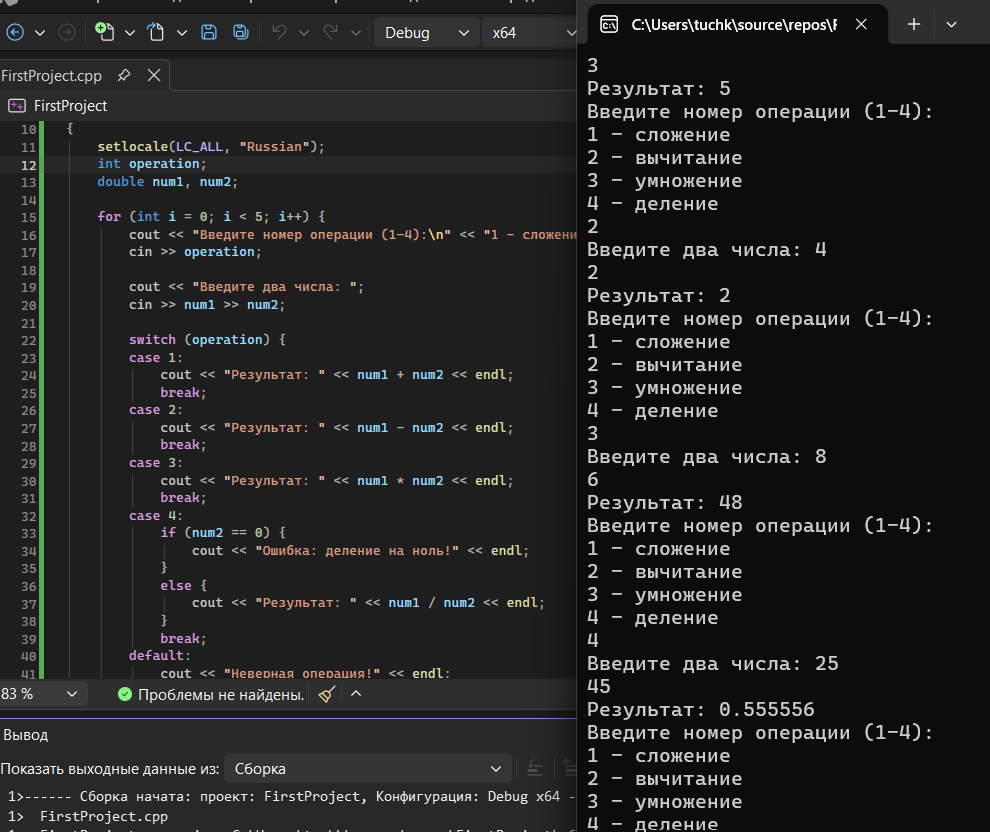 Debug
x64
FirstProject.cpp
FirstProject
10 {
11 setlocale(LC_ALL, "Russian");
12 int operation;
13 double num1, num2;
14
15 for (int i = 0; i < 5; i++) {
16 cout << "Введите номер операции (1-4):\n" << "1 - сложени
17 cin >> operation;
18
19 cout << "Введите два числа: ";
20 cin >> num1 >> num2;
21
22 switch (operation) {
23 case 1:
24 cout << "Результат: " << num1 + num2 << endl;
25 break;
26 case 2:
27 cout << "Результат: " << num1 - num2 << endl;
28 break;
29 case 3:
30 cout << "Результат: " << num1 * num2 << endl;
31 break;
32 case 4:
33 if (num2 == 0) {
34 cout << "Ошибка: деление на ноль!" << endl;
35 }
36 else {
37 cout << "Результат: " << num1 / num2 << endl;
38 }
39 break;
40 default:
41 cout << "Неверная операция!" << endl;
83 %
Проблемы не найдены.
Вывод
Показать выходные данные из:
Сборка
1>------ Сборка начата: проект: FirstProject, Конфигурация: Debug x64 -
1> FirstProject.cpp
C:\Users\tuchk\source\repos\F
3
Результат: 5
Введите номер операции (1-4):
1 - сложение
2 - вычитание
3 - умножение
4 - деление
2
Введите два числа: 4
2
Результат: 2
Введите номер операции (1-4):
1 - сложение
2 - вычитание
3 - умножение
4 - деление
3
Введите два числа: 8
6
Результат: 48
Введите номер операции (1-4):
1 - сложение
2 - вычитание
3 - умножение
4 - деление
4
Введите два числа: 25
45
Результат: 0.555556
Введите номер операции (1-4):
1 - сложение
2 - вычитание
3 - умножение
4 - деление